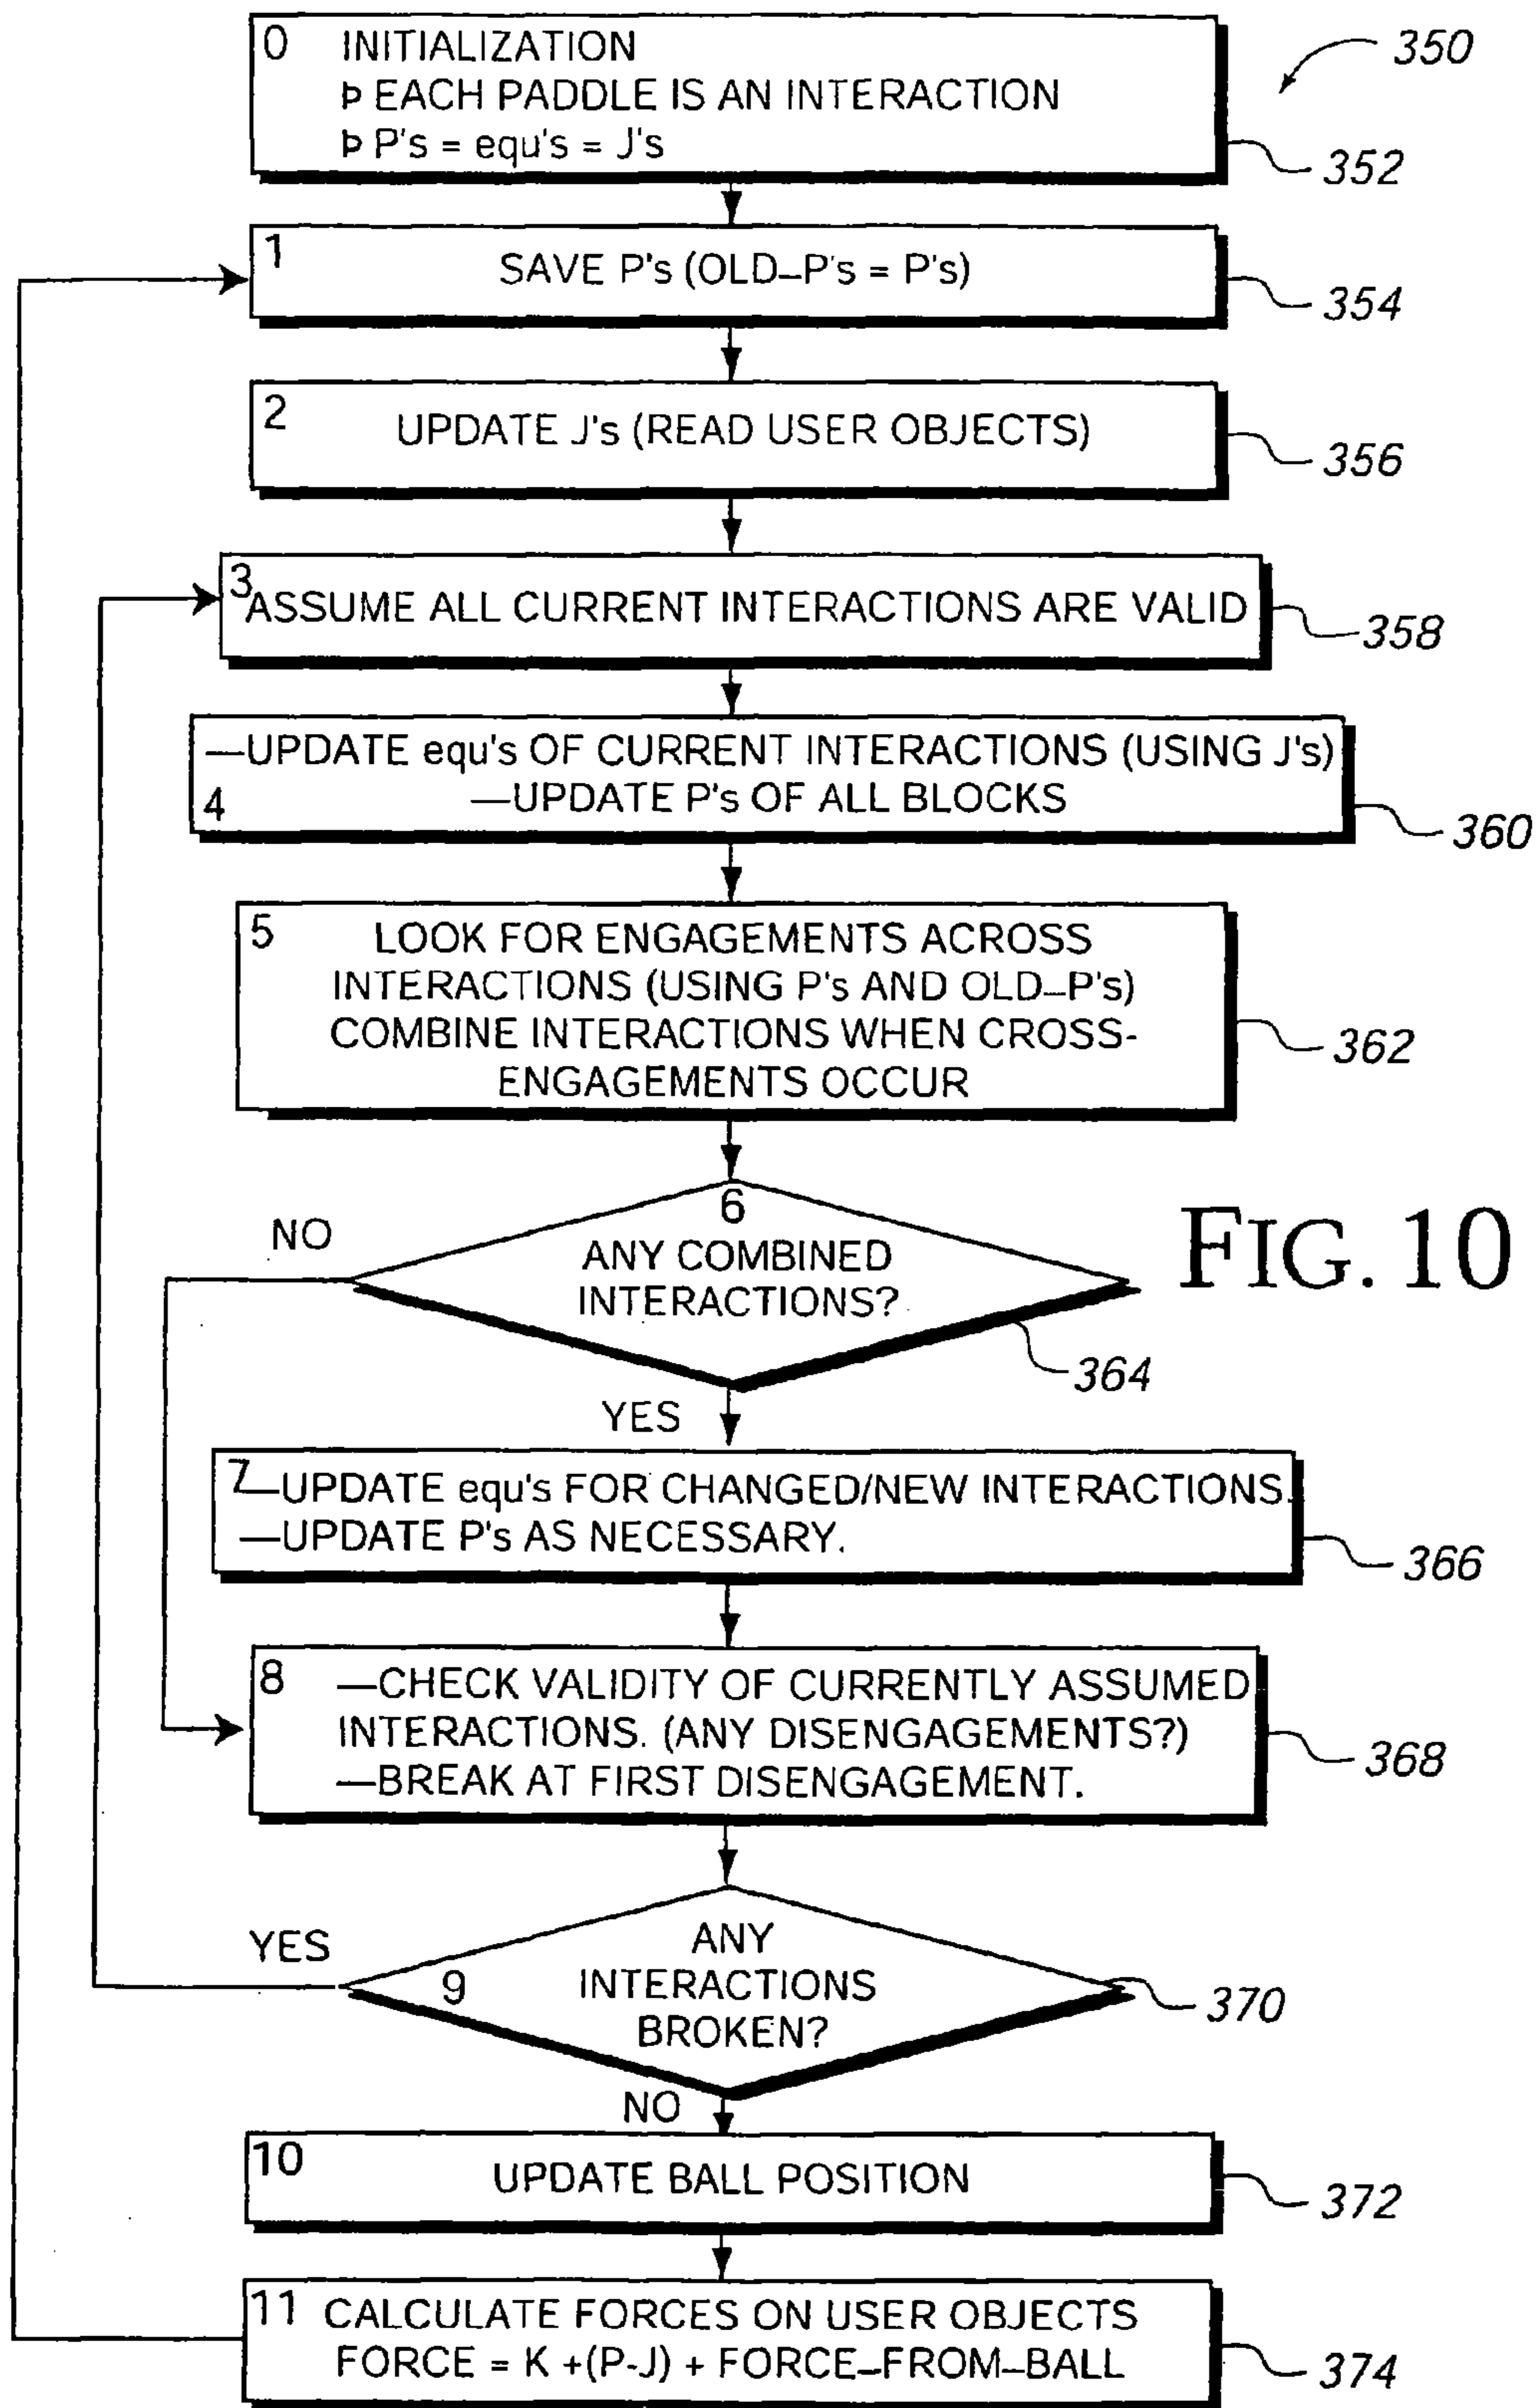 0 INITIALIZATION
Þ EACH PADDLE IS AN INTERACTION
Þ P's = equ's = J's
350
352
1
SAVE P's (OLD–P's = P's)
354
2
UPDATE J's (READ USER OBJECTS)
356
3
ASSUME ALL CURRENT INTERACTIONS ARE VALID
358
—UPDATE equ's OF CURRENT INTERACTIONS (USING J's)
4 —UPDATE P's OF ALL BLOCKS
360
5 LOOK FOR ENGAGEMENTS ACROSS
INTERACTIONS (USING P's AND OLD–P's)
COMBINE INTERACTIONS WHEN CROSS-
ENGAGEMENTS OCCUR
362
6
NO
ANY COMBINED
INTERACTIONS?
FIG. 10
364
YES
7—UPDATE equ's FOR CHANGED/NEW INTERACTIONS.
—UPDATE P's AS NECESSARY.
366
8 —CHECK VALIDITY OF CURRENTLY ASSUMED
INTERACTIONS. (ANY DISENGAGEMENTS?)
—BREAK AT FIRST DISENGAGEMENT.
368
YES
ANY
9 INTERACTIONS
BROKEN?
370
NO
10
UPDATE BALL POSITION
372
11 CALCULATE FORCES ON USER OBJECTS
FORCE = K +(P-J) + FORCE–FROM–BALL
374